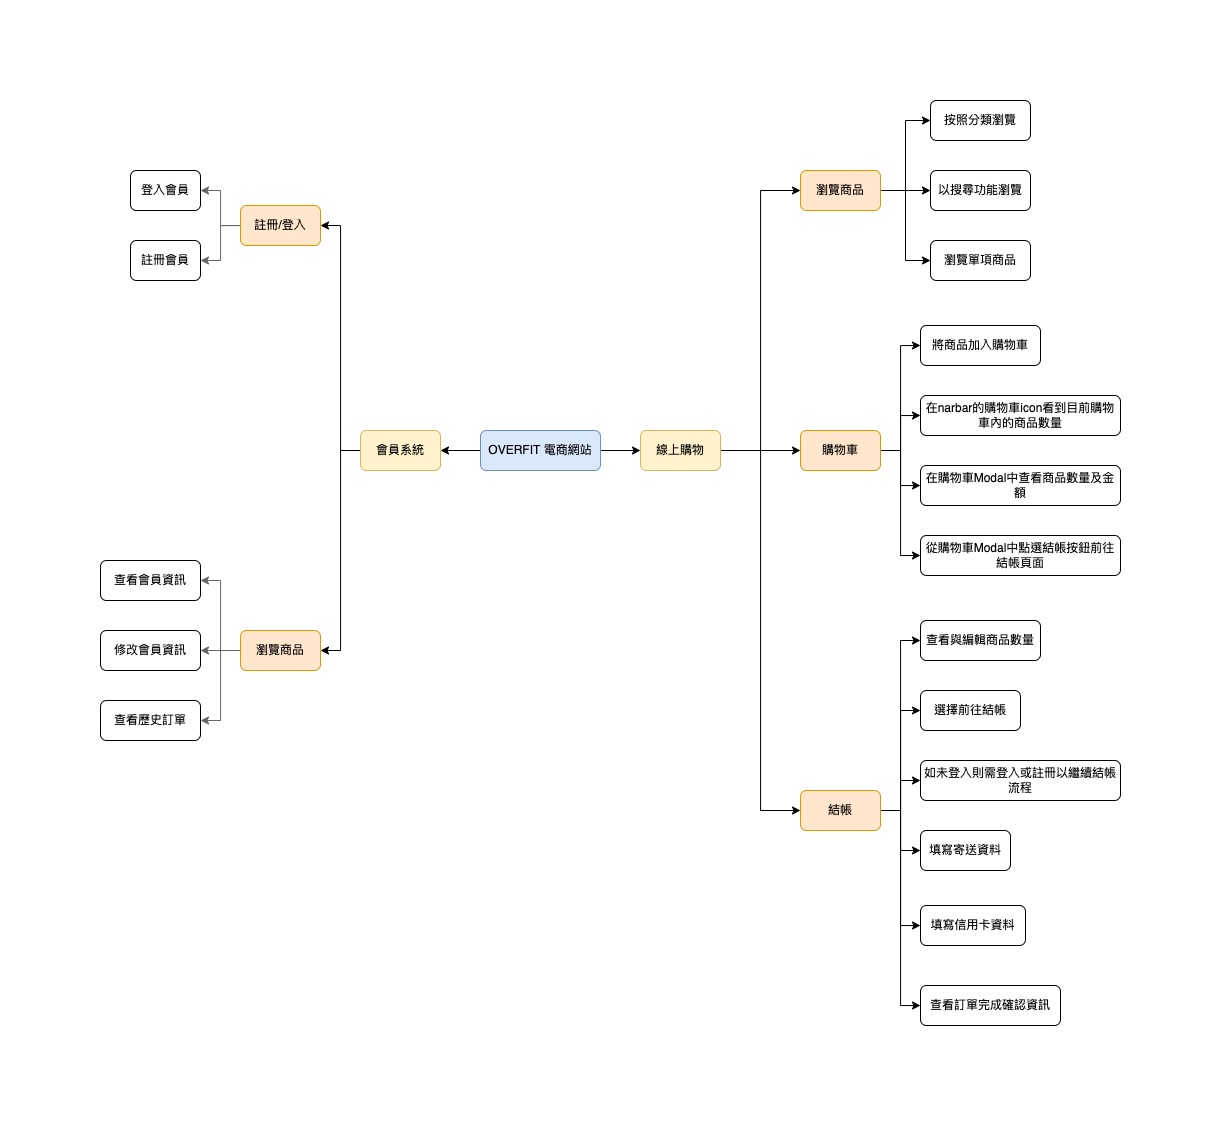 OVERFIT 電商網站
會員系統
註冊/登入
登入會員
註冊會員
瀏覽商品
查看會員資訊
修改會員資訊
查看歷史訂單
線上購物
瀏覽商品
按照分類瀏覽
以搜尋功能瀏覽
瀏覽單項商品
購物車
將商品加入購物車
在narbar的購物車icon看到目前購物
車內的商品數量
在購物車Modal中查看商品數量及金
額
從購物車Modal中點選結帳按鈕前往
結帳頁面
結帳
查看與編輯商品數量
選擇前往結帳
如未登入則需登入或註冊以繼續結帳
流程
填寫寄送資料
填寫信用卡資料
查看訂單完成確認資訊